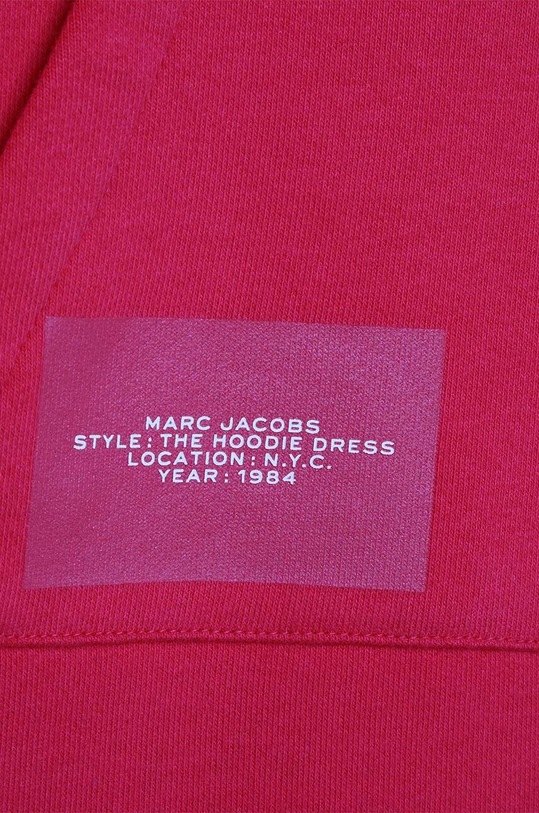 MARC JACOBS
STYLE : THE HOODIE DRESS
LOCATION : N.Y.C.
YEAR : 1984